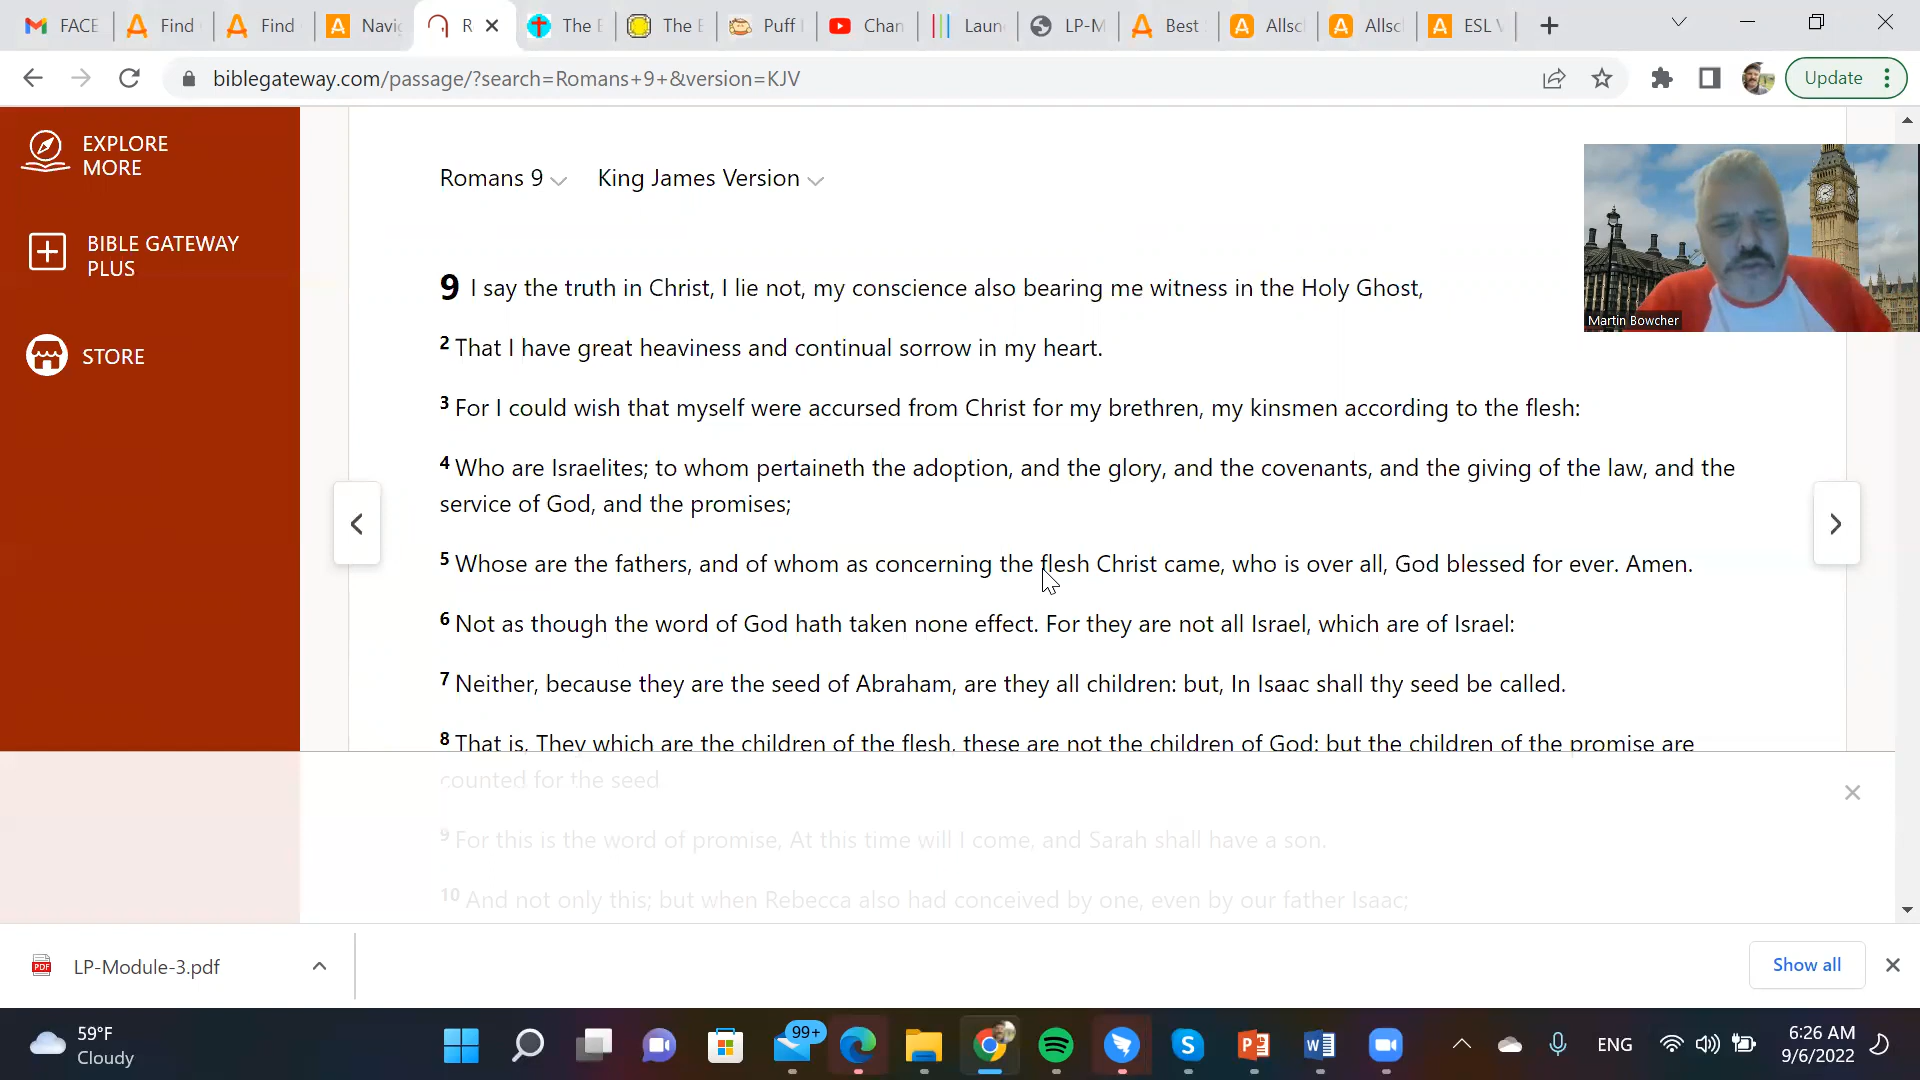 FACE
Find
Find
Navi
R
The E
The E
Puff
Chan
Laun
LP-M
Best
Allsc
Allsc
ESL
biblegateway.com/passage/?search=Romans+9+&version=KJV
Update
EXPLORE
MORE
BIBLE GATEWAY
PLUS
STORE
Romans 9
King James Version
9 I say the truth in Christ, I lie not, my conscience also bearing me witness in the Holy Ghost,
2 That I have great heaviness and continual sorrow in my heart.
3 For I could wish that myself were accursed from Christ for my brethren, my kinsmen according to the flesh:
4 Who are Israelites; to whom pertaineth the adoption, and the glory, and the covenants, and the giving of the law, and the
service of God, and the promises;
5 Whose are the fathers, and of whom as concerning the flesh Christ came, who is over all, God blessed for ever. Amen.
6 Not as though the word of God hath taken none effect. For they are not all Israel, which are of Israel:
7 Neither, because they are the seed of Abraham, are they all children: but, In Isaac shall thy seed be called.
8 That is, They which are the children of the flesh, these are not the children of God: but the children of the promise are
counted for the seed
9 For this is the word of promise, At this time will I come, and Sarah shall have a son.
10 And not only this; but when Rebecca also had conceived by one, even by our father Isaac;
Martin Bowcher
PDF
LP-Module-3.pdf
Show all
59°F
Cloudy
99+
ENG
6:26 AM
9/6/2022